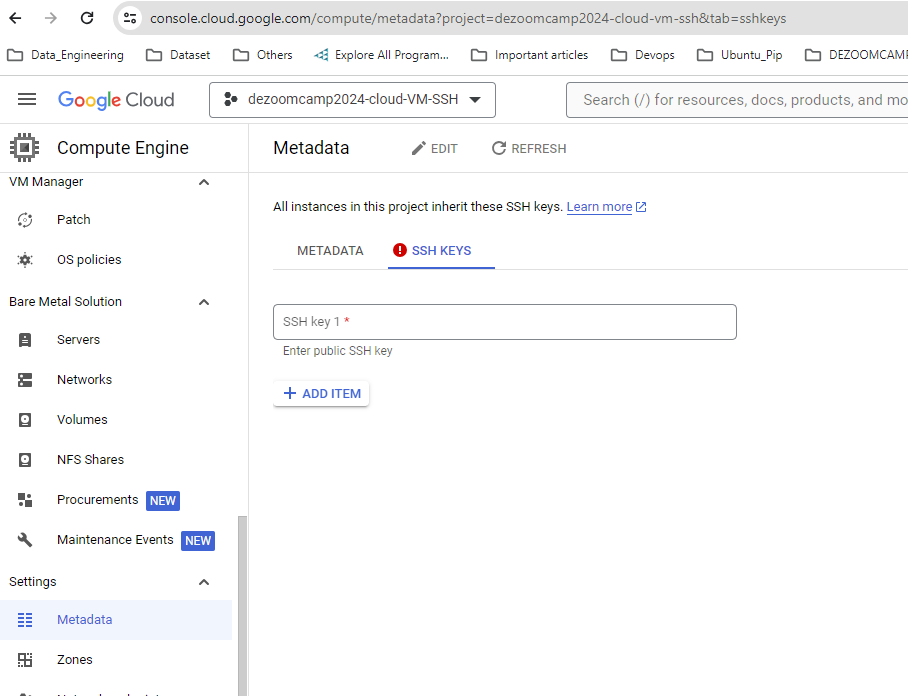 console.cloud.google.com/compute/metadata?project=dezoomcamp2024-cloud-vm-ssh&tab=sshkeys
Data_Engineering Dataset Others Explore All Program... Important articles Devops Ubuntu_Pip DEZOOMCAMP
Google Cloud dezoomcamp2024-cloud-VM-SSH Search (/) for resources, docs, products, and mo
Compute Engine
VM Manager
Patch
OS policies
Bare Metal Solution
Servers
Networks
Volumes
NFS Shares
Procurements NEW
Maintenance Events NEW
Settings
Metadata
Zones
Metadata EDIT REFRESH
All instances in this project inherit these SSH keys. Learn more
METADATA SSH KEYS
SSH key 1 *
Enter public SSH key
+ ADD ITEM